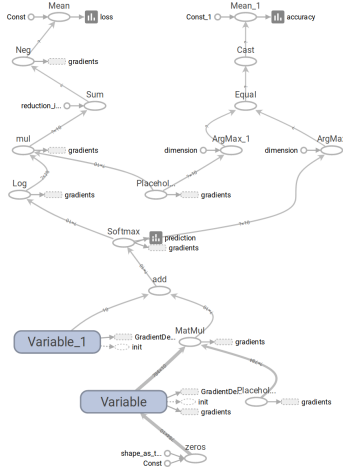 Mean
Const
loss
Mean_1
Const_1
accuracy
Neg
gradients
Cast
Sum
reduction_i...
Equal
mul
gradients
ArgMax_1
dimension
ArgMa
dimension
Log
gradients
Placehol...
gradients
Softmax
prediction
gradients
add
Variable_1
GradientDe...
init
MatMul
gradients
Variable
GradientDe...
init
gradients
Placehol...
gradients
zeros
shape_as_t...
Const